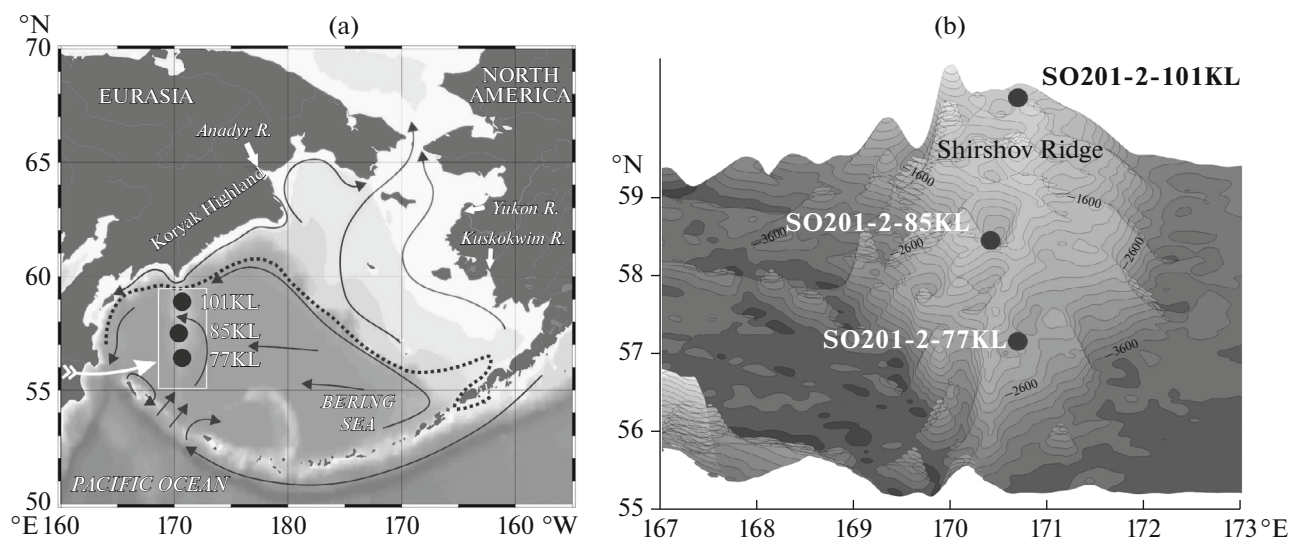 (a)
°N
70
65
60
55
50
°E 160
170
180
170
160 °W
EURASIA
NORTH
AMERICA
Anadyr R.
Koryak Highland
Yukon R.
Kuskokwim R.
101KL
85KL
77KL
BERING
SEA
PACIFIC OCEAN
(b)
SO201-2-101KL
Shirshov Ridge
°N
59
58
57
56
55
−1600
−1600
SO201-2-85KL
−3600
−2600
−2600
SO201-2-77KL
−3600
−2600
167
168
169
170
171
172
173 °E